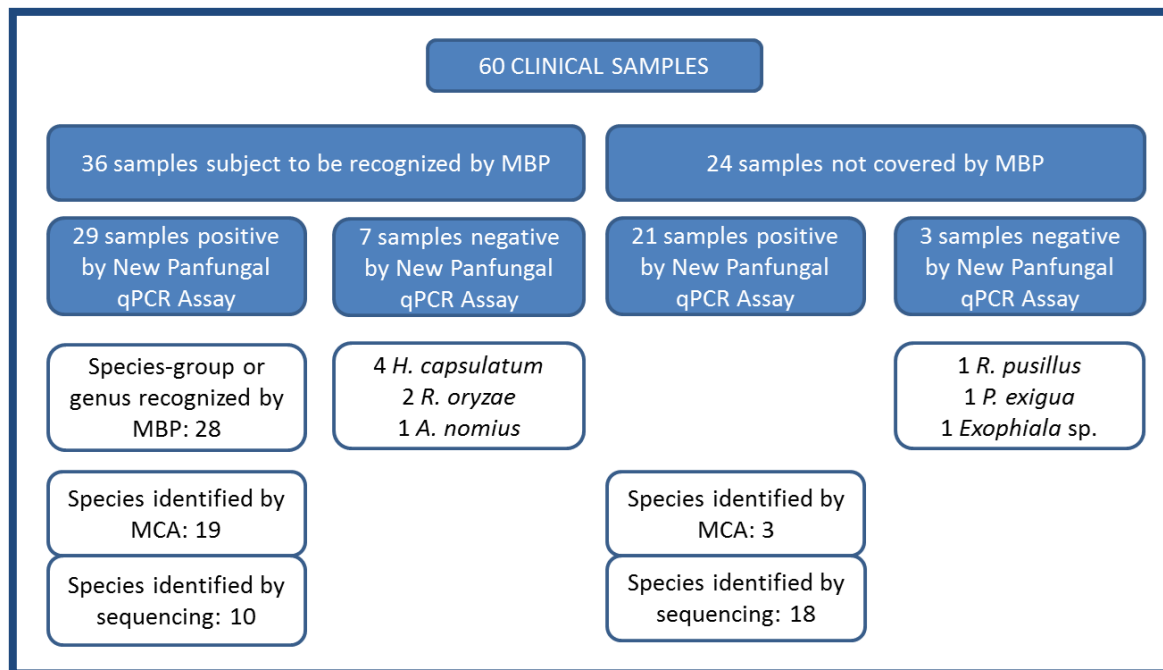 60 CLINICAL SAMPLES
36 samples subject to be recognized by MBP
24 samples not covered by MBP
29 samples positive
by New Panfungal
qPCR Assay
7 samples negative
by New Panfungal
qPCR Assay
21 samples positive
by New Panfungal
qPCR Assay
3 samples negative
by New Panfungal
qPCR Assay
Species-group or
genus recognized by
MBP: 28
4 H. capsulatum
2 R. oryzae
1 A. nomius
1 R. pusillus
1 P. exigua
1 Exophiala sp.
Species identified by
MCA: 19
Species identified by
MCA: 3
Species identified by
sequencing: 10
Species identified by
sequencing: 18